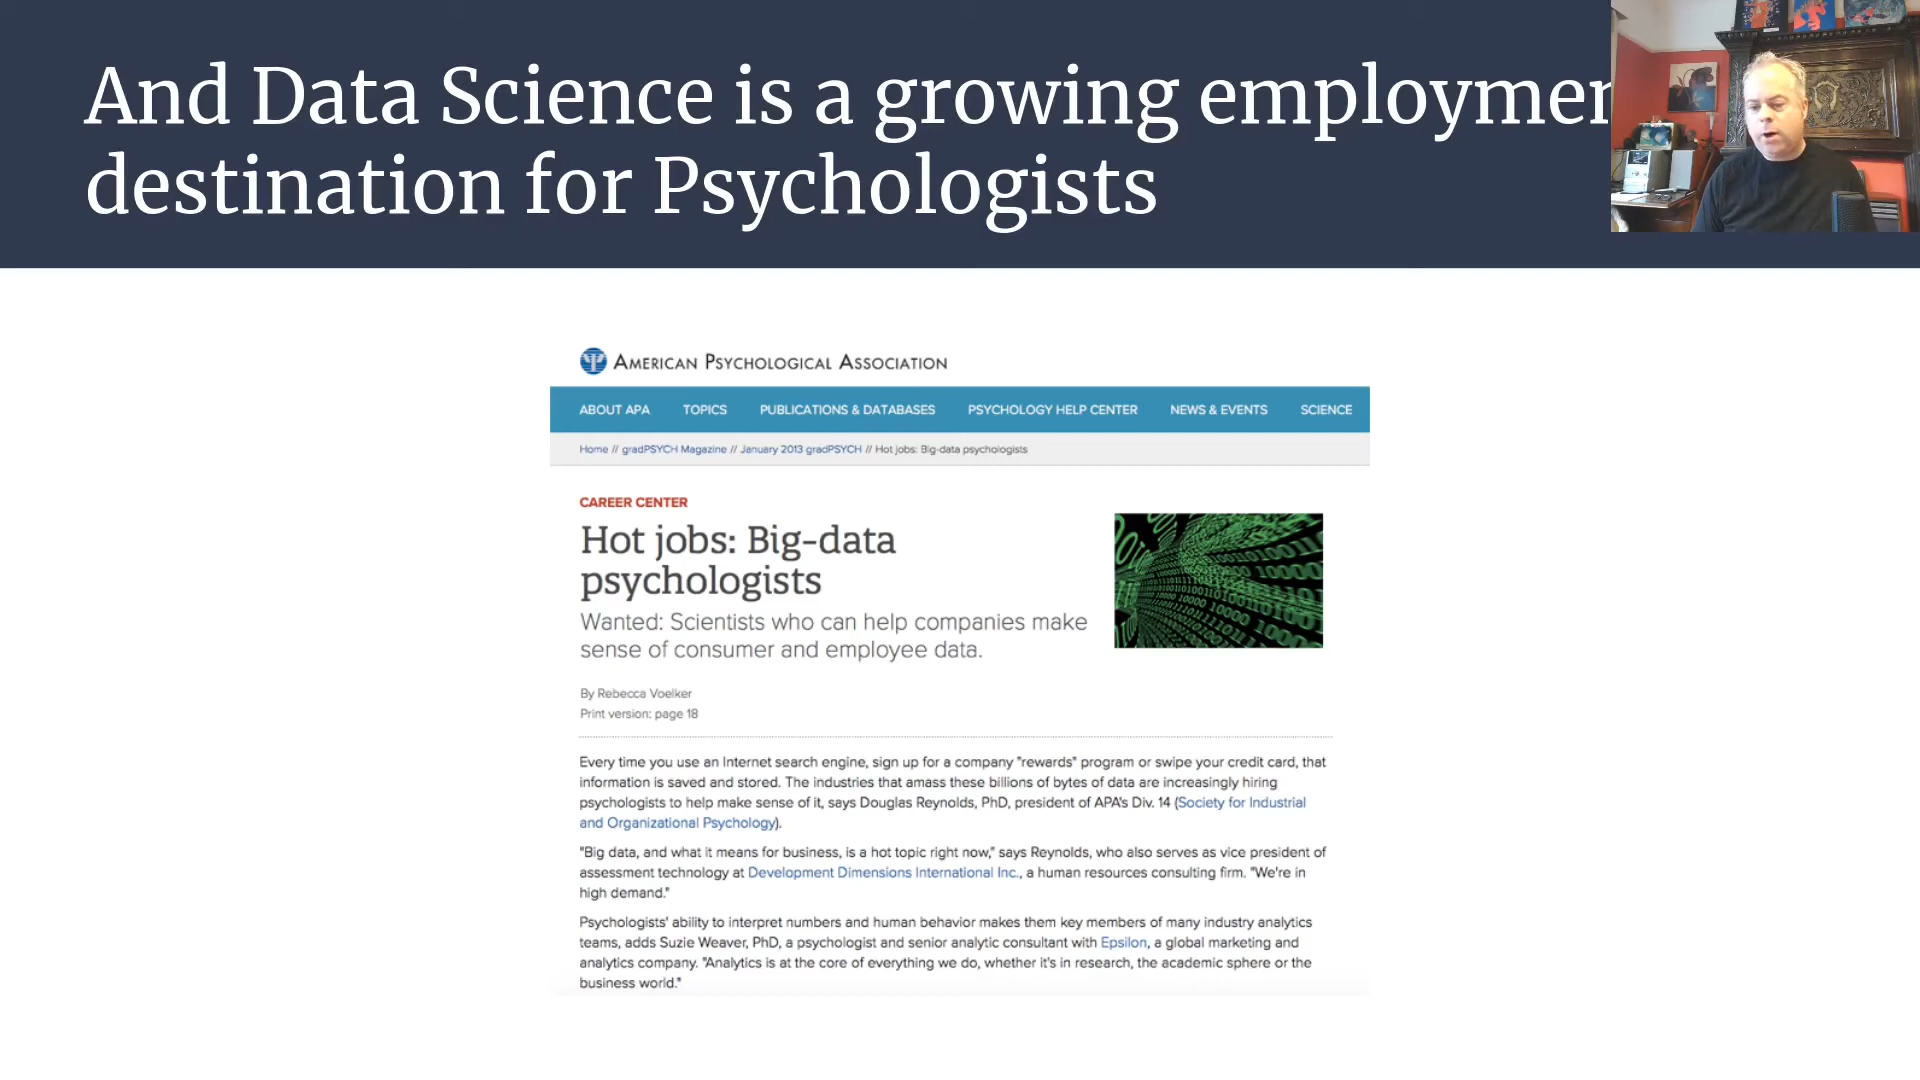 And Data Science is a growing employmen
destination for Psychologists
AMERICAN PSYCHOLOGICAL ASSOCIATION
ABOUT APA TOPICS PUBLICATIONS & DATABASES PSYCHOLOGY HELP CENTER NEWS & EVENTS SCIENCE
Home // gradPSYCH Magazine // January 2013 gradPSYCH // Hot jobs: Big-data psychologists
CAREER CENTER
Hot jobs: Big-data
psychologists
Wanted: Scientists who can help companies make
sense of consumer and employee data.
By Rebecca Voelker
Print version: page 18
Every time you use an Internet search engine, sign up for a company "rewards" program or swipe your credit card, that
information is saved and stored. The industries that amass these billions of bytes of data are increasingly hiring
psychologists to help make sense of it, says Douglas Reynolds, PhD, president of APA's Div. 14 (Society for Industrial
and Organizational Psychology).
"Big data, and what it means for business, is a hot topic right now," says Reynolds, who also serves as vice president of
assessment technology at Development Dimensions International Inc., a human resources consulting firm. "We're in
high demand."
Psychologists' ability to interpret numbers and human behavior makes them key members of many industry analytics
teams, adds Suzie Weaver, PhD, a psychologist and senior analytic consultant with Epsilon, a global marketing and
analytics company. "Analytics is at the core of everything we do, whether it's in research, the academic sphere or the
business world."